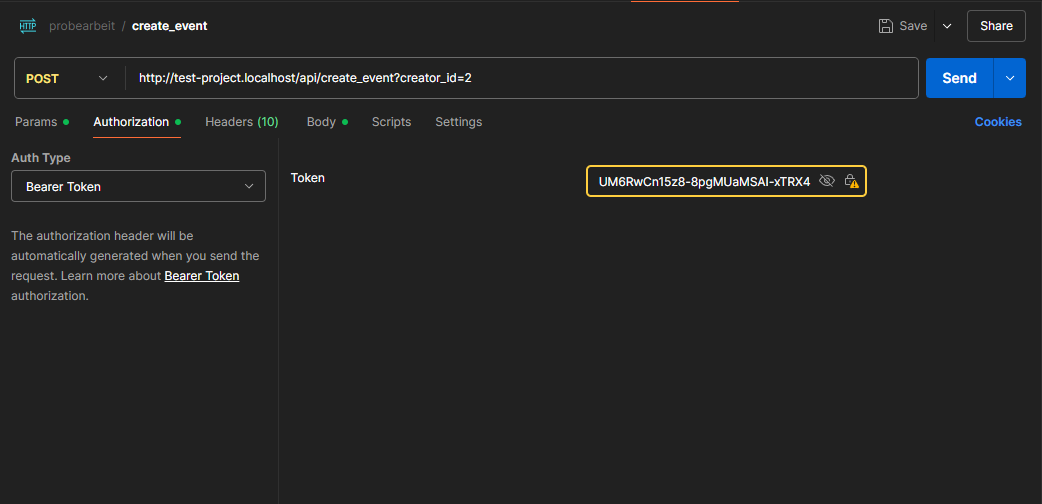 HTTP probearbeit / create_event Save Share
POST http://test-project.localhost/api/create_event?creator_id=2 Send
Params Authorization Headers (10) Body Scripts Settings Cookies
Auth Type
Bearer Token
Token UM6RwCn15z8-8pgMUaMSAI-xTRX4
The authorization header will be
automatically generated when you send the
request. Learn more about Bearer Token
authorization.